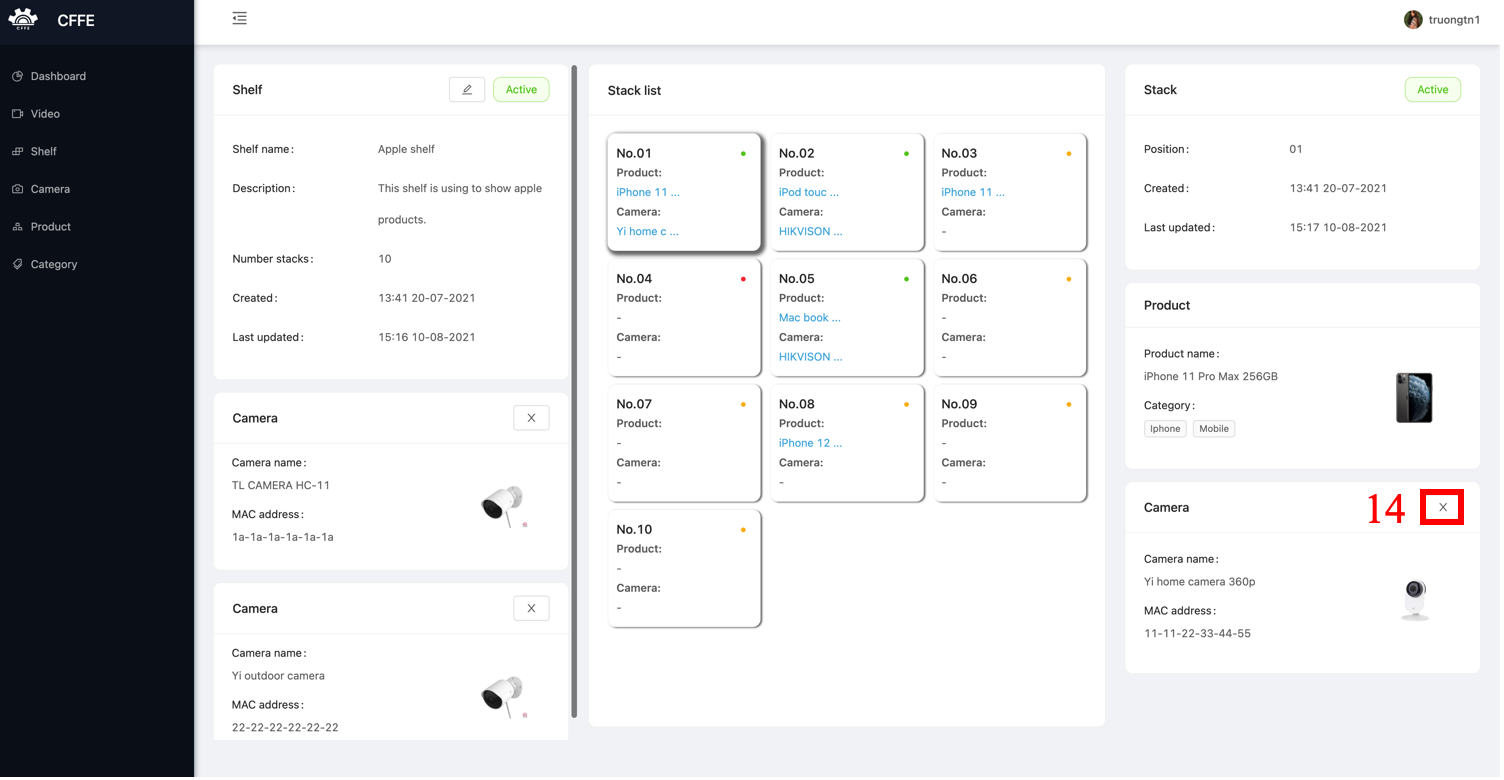 CFFE
CFFE
truongtn1
Dashboard
Video
Shelf
Camera
Product
Category
Shelf
Active
Shelf name:
Apple shelf
Description:
This shelf is using to show apple
products.
Number stacks:
10
Created:
13:41 20-07-2021
Last updated:
15:16 10-08-2021
Camera
X
Camera name:
TL CAMERA HC-11
MAC address:
1a-1a-1a-1a-1a-1a
Camera
X
Camera name:
Yi outdoor camera
MAC address:
22-22-22-22-22-22
Stack list
No.01
Product:
iPhone 11 ...
Camera:
Yi home c ...
No.02
Product:
iPod touc ...
Camera:
HIKVISON ...
No.03
Product:
iPhone 11 ...
Camera:
-
No.04
Product:
-
Camera:
-
No.05
Product:
Mac book ...
Camera:
HIKVISON ...
No.06
Product:
-
Camera:
-
No.07
Product:
-
Camera:
-
No.08
Product:
iPhone 12 ...
Camera:
-
No.09
Product:
-
Camera:
-
No.10
Product:
-
Camera:
-
Stack
Active
Position:
01
Created:
13:41 20-07-2021
Last updated:
15:17 10-08-2021
Product
Product name:
iPhone 11 Pro Max 256GB
Category:
Iphone
Mobile
Camera
14
X
Camera name:
Yi home camera 360p
MAC address:
11-11-22-33-44-55